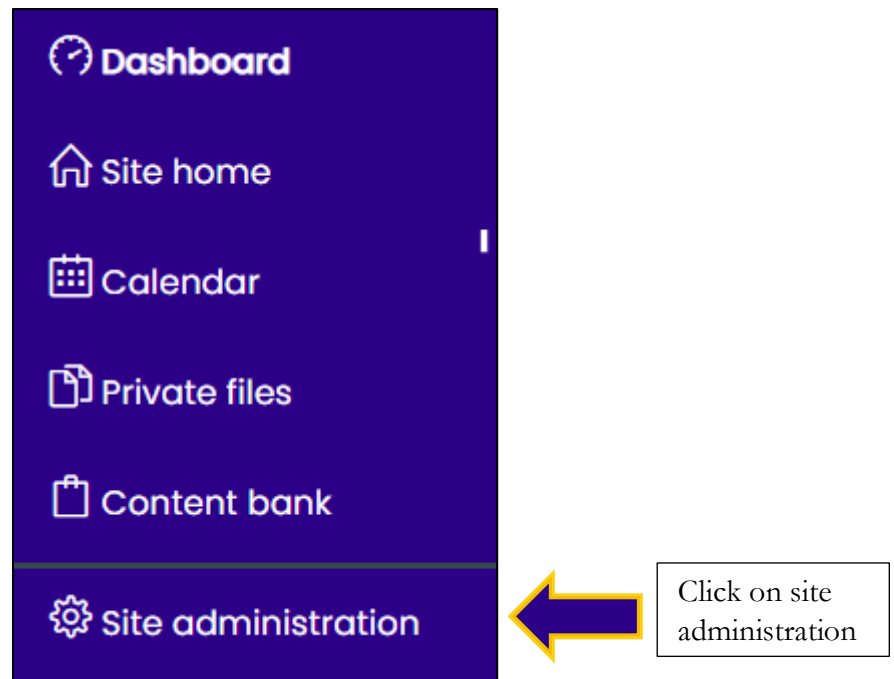 Dashboard
Site home
Calendar
Private files
Content bank
Site administration
Click on site
administration